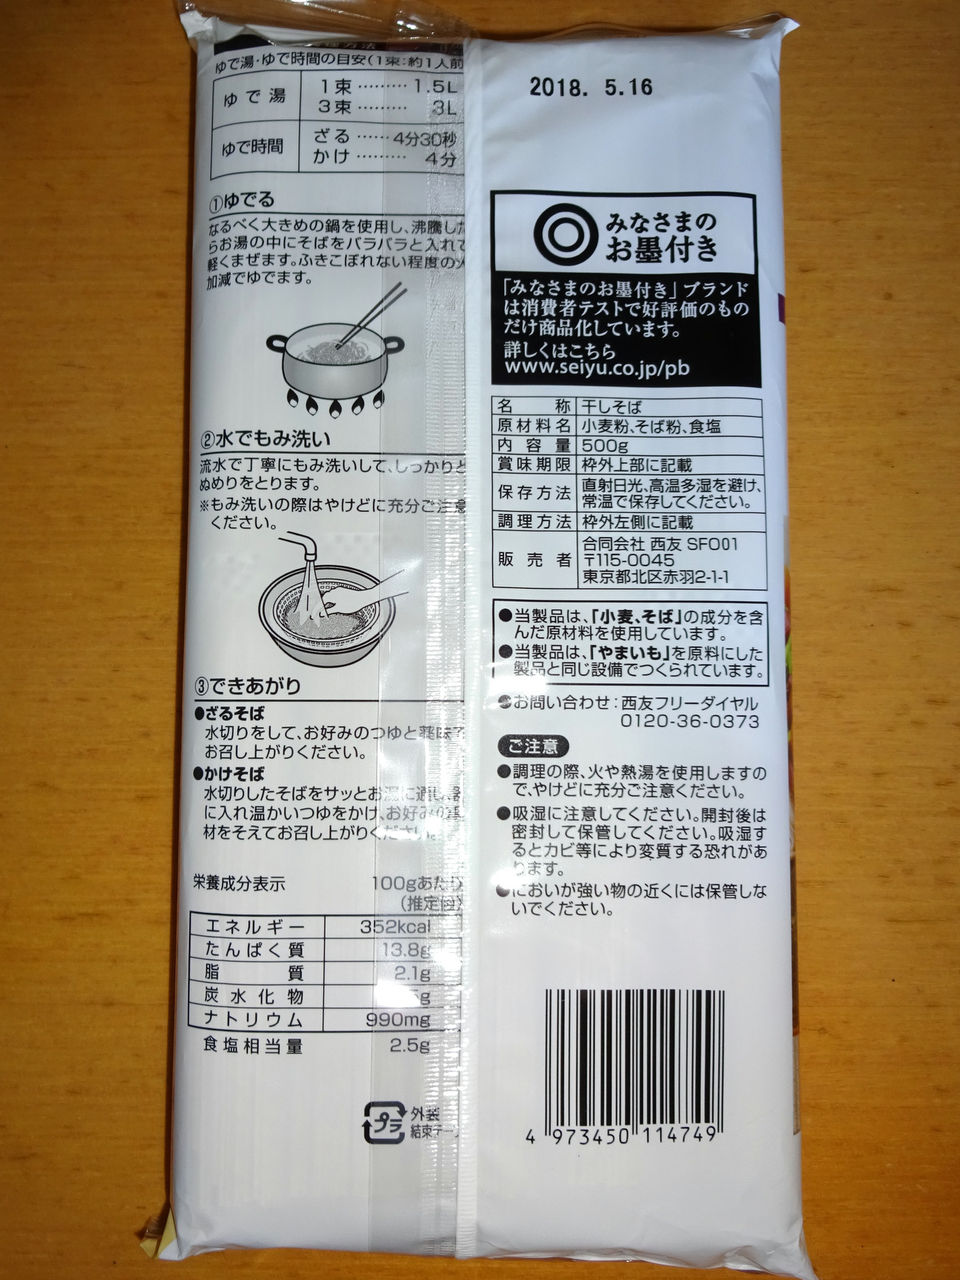 ゆで湯・ゆで時間の目安(1束:約1人前
ゆで湯
1束………1.5L
3束………3L
ゆで時間
ざる……4分30秒
かけ………4分
①ゆでる
なるべく大きめの鍋を使用し、沸騰した
らお湯の中にそばをバラバラと入れて
軽くまぜます。ふきこぼれない程度の火
加減でゆでます。
②水でもみ洗い
流水で丁寧にもみ洗いして、しっかりと
ぬめりをとります。
※もみ洗いの際はやけどに充分ご注意
ください。
③できあがり
●ざるそば
水切りをして、お好みのつゆと薬味で
お召し上がりください。
●かけそば
水切りしたそばをサッとお湯に通し、器
に入れ温かいつゆをかけ、お好みの具
材をそえてお召し上がりください。
栄養成分表示 100gあたり
(推定値)
エネルギー 352kcal
たんぱく質 13.8g
脂質 2.1g
炭水化物
ナトリウム 990mg
食塩相当量 2.5g
プラ
外装
結束テー
2018. 5.16
みなさまの
お墨付き
「みなさまのお墨付き」ブランド
は消費者テストで好評価のもの
だけ商品化しています。
詳しくはこちら
www.seiyu.co.jp/pb
名称 干しそば
原材料名 小麦粉、そば粉、食塩
内容量 500g
賞味期限 枠外上部に記載
保存方法 直射日光、高温多湿を避け、
常温で保存してください。
調理方法 枠外左側に記載
販売者 合同会社 西友 SFO01
〒115-0045
東京都北区赤羽2-1-1
●当製品は、「小麦、そば」の成分を含
んだ原材料を使用しています。
●当製品は、「やまいも」を原料にした
製品と同じ設備でつくられています。
●お問い合わせ:西友フリーダイヤル
0120-36-0373
ご注意
●調理の際、火や熱湯を使用しますの
で、やけどに充分ご注意ください。
●吸湿に注意してください。開封後は
密封して保管してください。吸湿す
るとカビ等により変質する恐れがあ
ります。
●においが強い物の近くには保管しな
いでください。
4 973450 114749